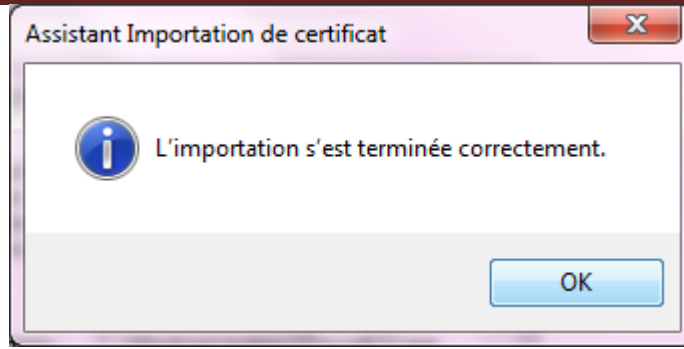 Assistant Importation de certificat
L'importation s'est terminée correctement.
OK